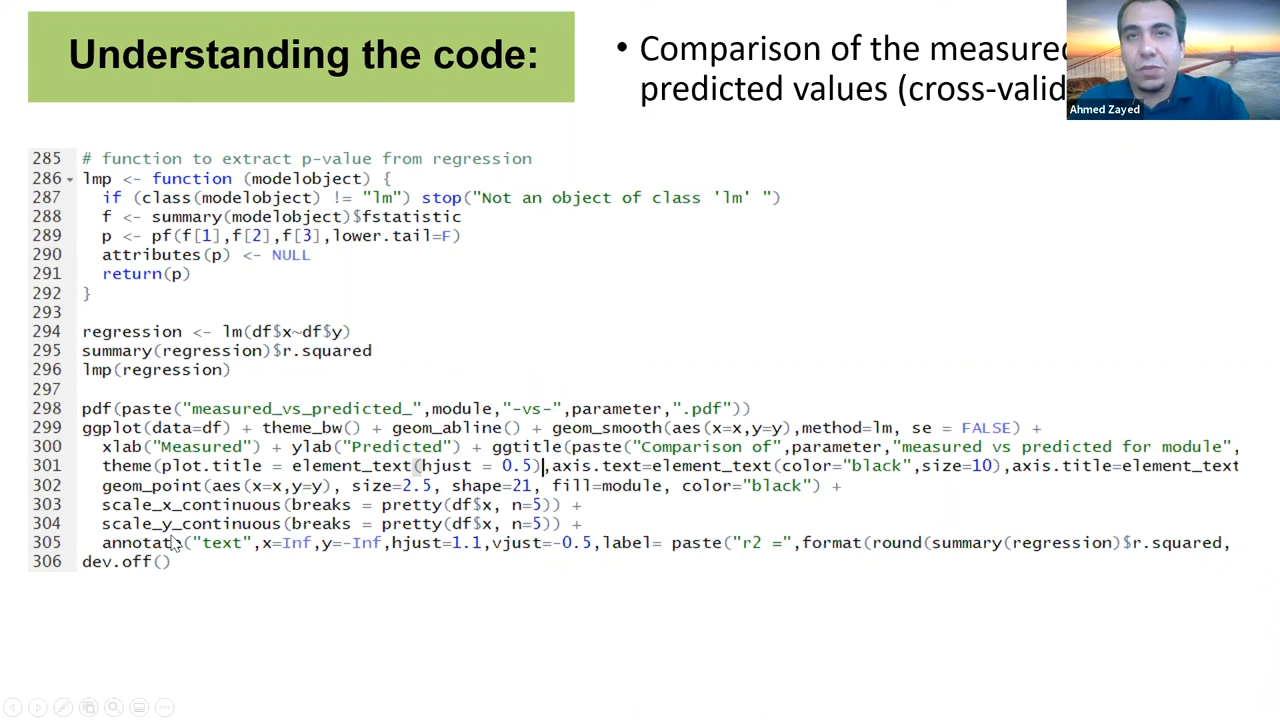 Understanding the code:
• Comparison of the measured
predicted values (cross-valid
Ahmed Zayed
285 # function to extract p-value from regression
286 lmp <- function (modelobject) {
287 if (class(modelobject) != "lm") stop("Not an object of class 'lm' ")
288 f <- summary(modelobject)$fstatistic
289 p <- pf(f[1],f[2],f[3],lower.tail=F)
290 attributes(p) <- NULL
291 return(p)
292 }
293
294 regression <- lm(df$x~df$y)
295 summary(regression)$r.squared
296 lmp(regression)
297
298 pdf(paste("measured_vs_predicted_",module,"-vs-",parameter,".pdf"))
299 ggplot(data=df) + theme_bw() + geom_abline() + geom_smooth(aes(x=x,y=y),method=lm, se = FALSE) +
300 xlab("Measured") + ylab("Predicted") + ggtitle(paste("Comparison of",parameter,"measured vs predicted for module",
301 theme(plot.title = element_text(hjust = 0.5),axis.text=element_text(color="black",size=10),axis.title=element_text
302 geom_point(aes(x=x,y=y), size=2.5, shape=21, fill=module, color="black") +
303 scale_x_continuous(breaks = pretty(df$x, n=5)) +
304 scale_y_continuous(breaks = pretty(df$x, n=5)) +
305 annotate("text",x=Inf,y=-Inf,hjust=1.1,vjust=-0.5,label= paste("r2 =",format(round(summary(regression)$r.squared,
306 dev.off()